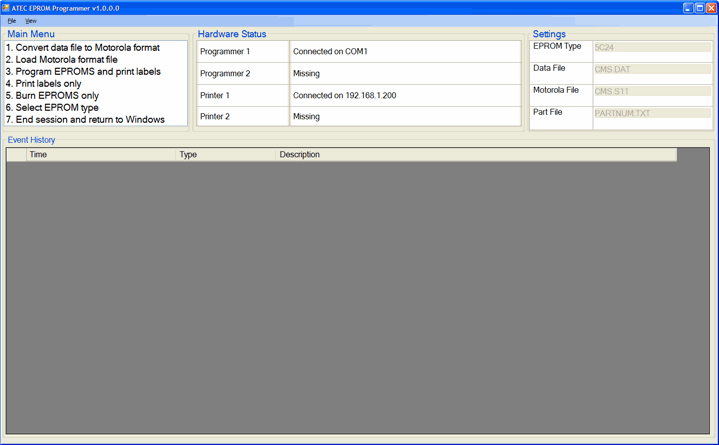 ATEC EPROM Programmer v1.0.0.0
File View
Main Menu
1. Convert data file to Motorola format
2. Load Motorola format file
3. Program EPROMS and print labels
4. Print labels only
5. Burn EPROMS only
6. Select EPROM type
7. End session and return to Windows
Hardware Status
Programmer 1 Connected on COM1
Programmer 2 Missing
Printer 1 Connected on 192.168.1.200
Printer 2 Missing
Settings
EPROM Type 5C24
Data File CMS.DAT
Motorola File CMS.S11
Part File PARTNUM.TXT
Event History
Time Type Description